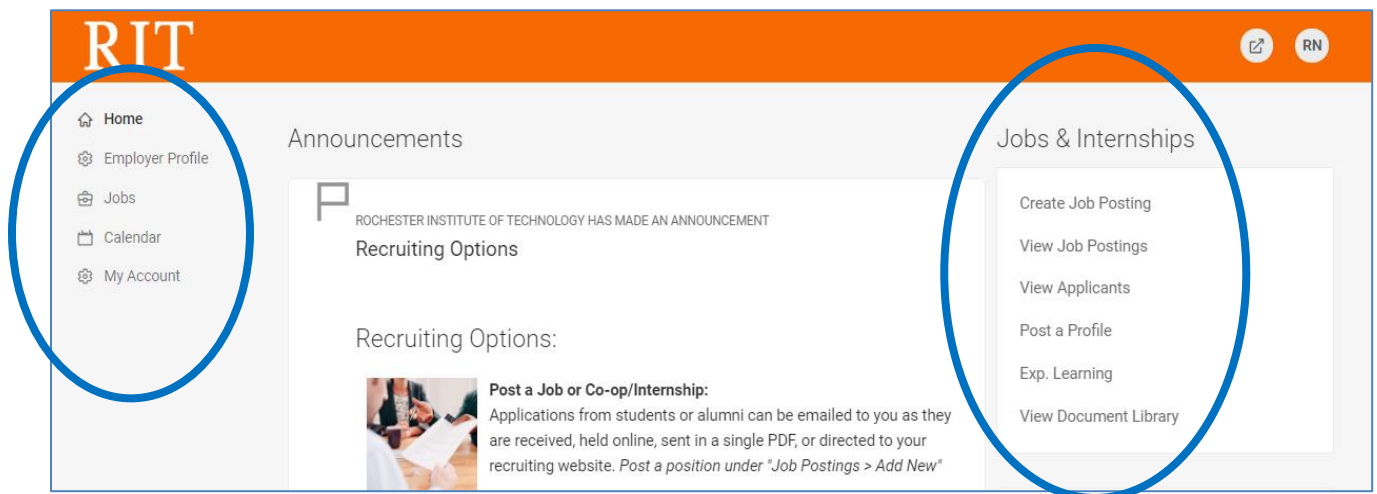 RIT
RN
Home
Employer Profile
Jobs
Calendar
My Account
Announcements
ROCHESTER INSTITUTE OF TECHNOLOGY HAS MADE AN ANNOUNCEMENT
Recruiting Options
Recruiting Options:
Post a Job or Co-op/Internship:
Applications from students or alumni can be emailed to you as they
are received, held online, sent in a single PDF, or directed to your
recruiting website. Post a position under "Job Postings > Add New"
Jobs & Internships
Create Job Posting
View Job Postings
View Applicants
Post a Profile
Exp. Learning
View Document Library